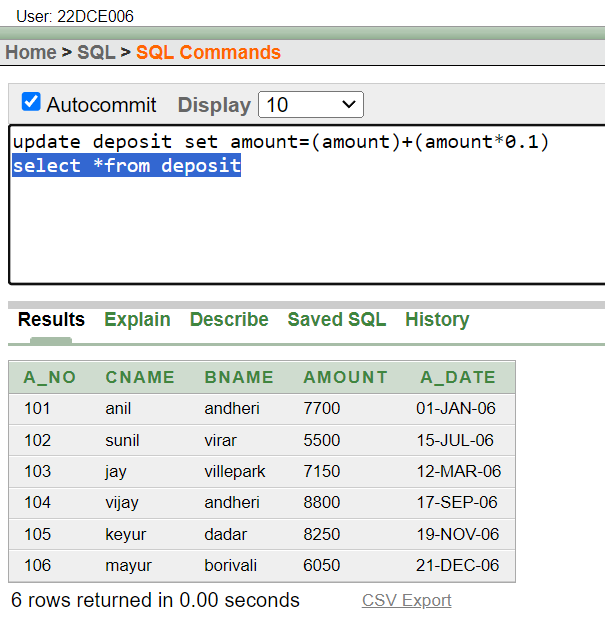 User: 22DCE006
Home > SQL > SQL Commands
Autocommit Display 10
update deposit set amount=(amount)+(amount*0.1)
select *from deposit
Results Explain Describe Saved SQL History
A_NO CNAME BNAME AMOUNT A_DATE
101 anil andheri 7700 01-JAN-06
102 sunil virar 5500 15-JUL-06
103 jay villepark 7150 12-MAR-06
104 vijay andheri 8800 17-SEP-06
105 keyur dadar 8250 19-NOV-06
106 mayur borivali 6050 21-DEC-06
6 rows returned in 0.00 seconds CSV Export